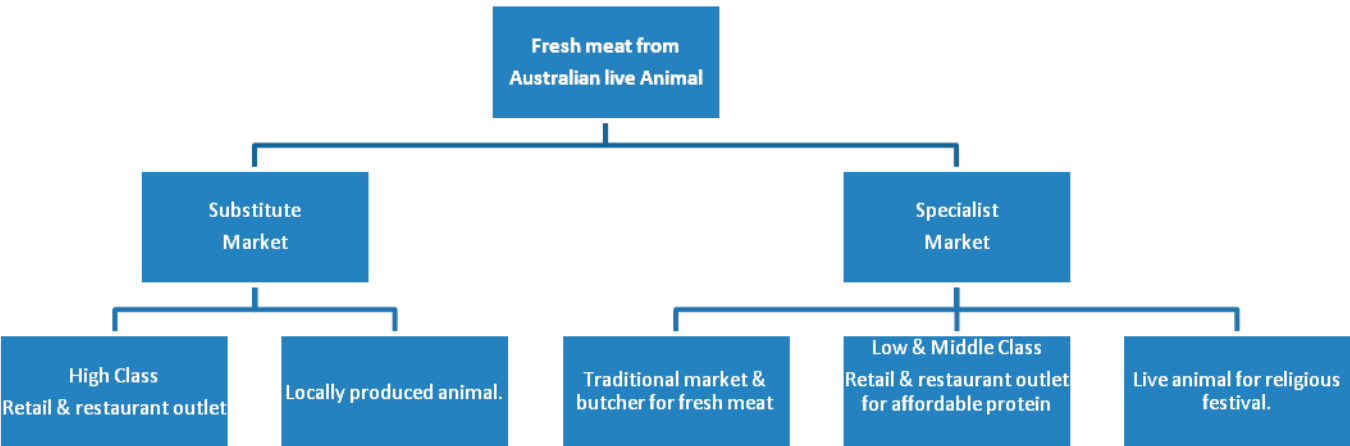 Fresh meat from
Australian live Animal
Substitute
Market
Specialist
Market
High Class
Retail & restaurant outlet
Locally produced animal.
Traditional market &
butcher for fresh meat
Low & Middle Class
Retail & restaurant outlet
for affordable protein
Live animal for religious
festival.